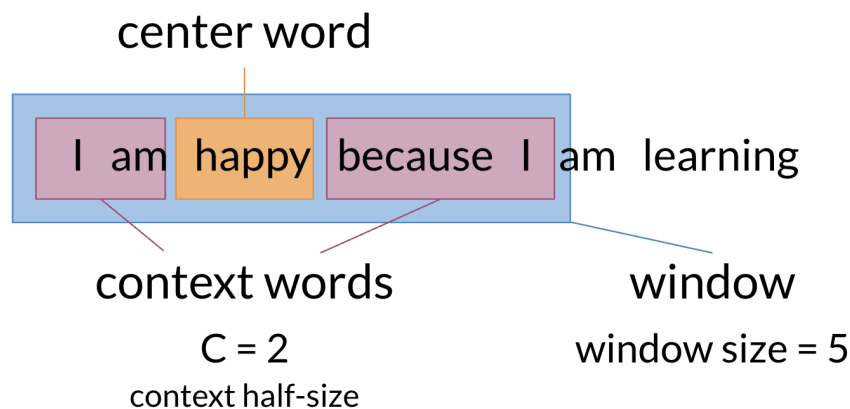 center word
I am happy because I am learning
context words
window
C = 2
window size = 5
context half-size